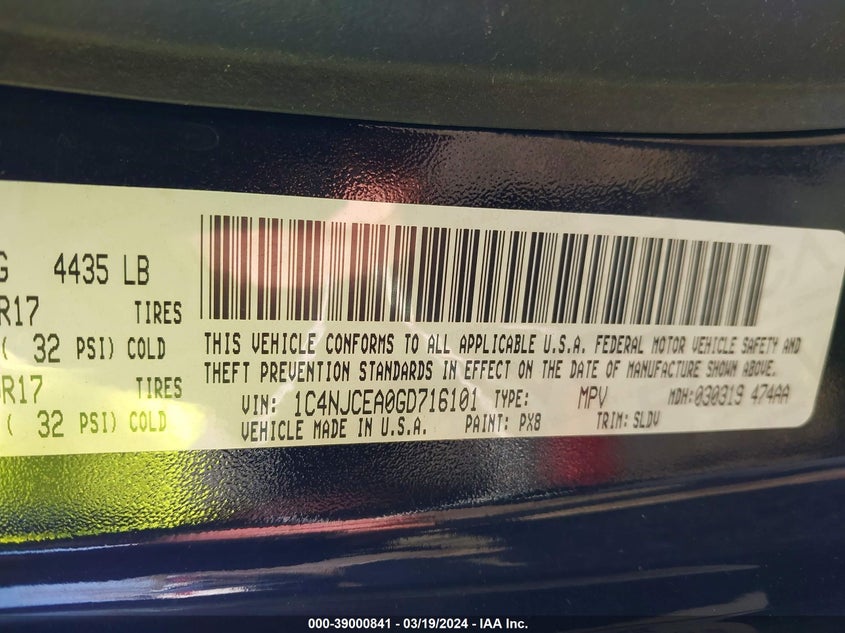 G 4435 LB
R17 TIRES
( 32 PSI) COLD
R17 TIRES
( 32 PSI) COLD
THIS VEHICLE CONFORMS TO ALL APPLICABLE U.S.A. FEDERAL MOTOR VEHICLE SAFETY AND
THEFT PREVENTION STANDARDS IN EFFECT ON THE DATE OF MANUFACTURE SHOWN ABOVE.
VIN: 1C4NJCEA0GD716101 TYPE: MPV MDH:030319 474AA
VEHICLE MADE IN U.S.A. PAINT: PX8 TRIM: SLDV
000-39000841 - 03/19/2024 - IAA Inc.